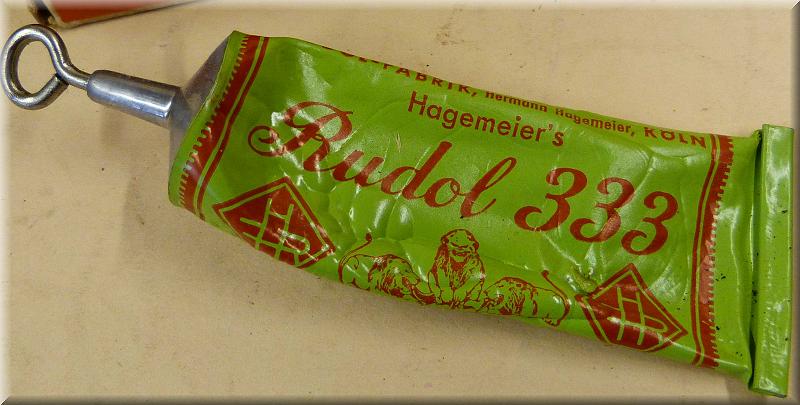 FABRIK, Hermann Hagemeier, KÖLN
Hagemeier's
Rudol 333